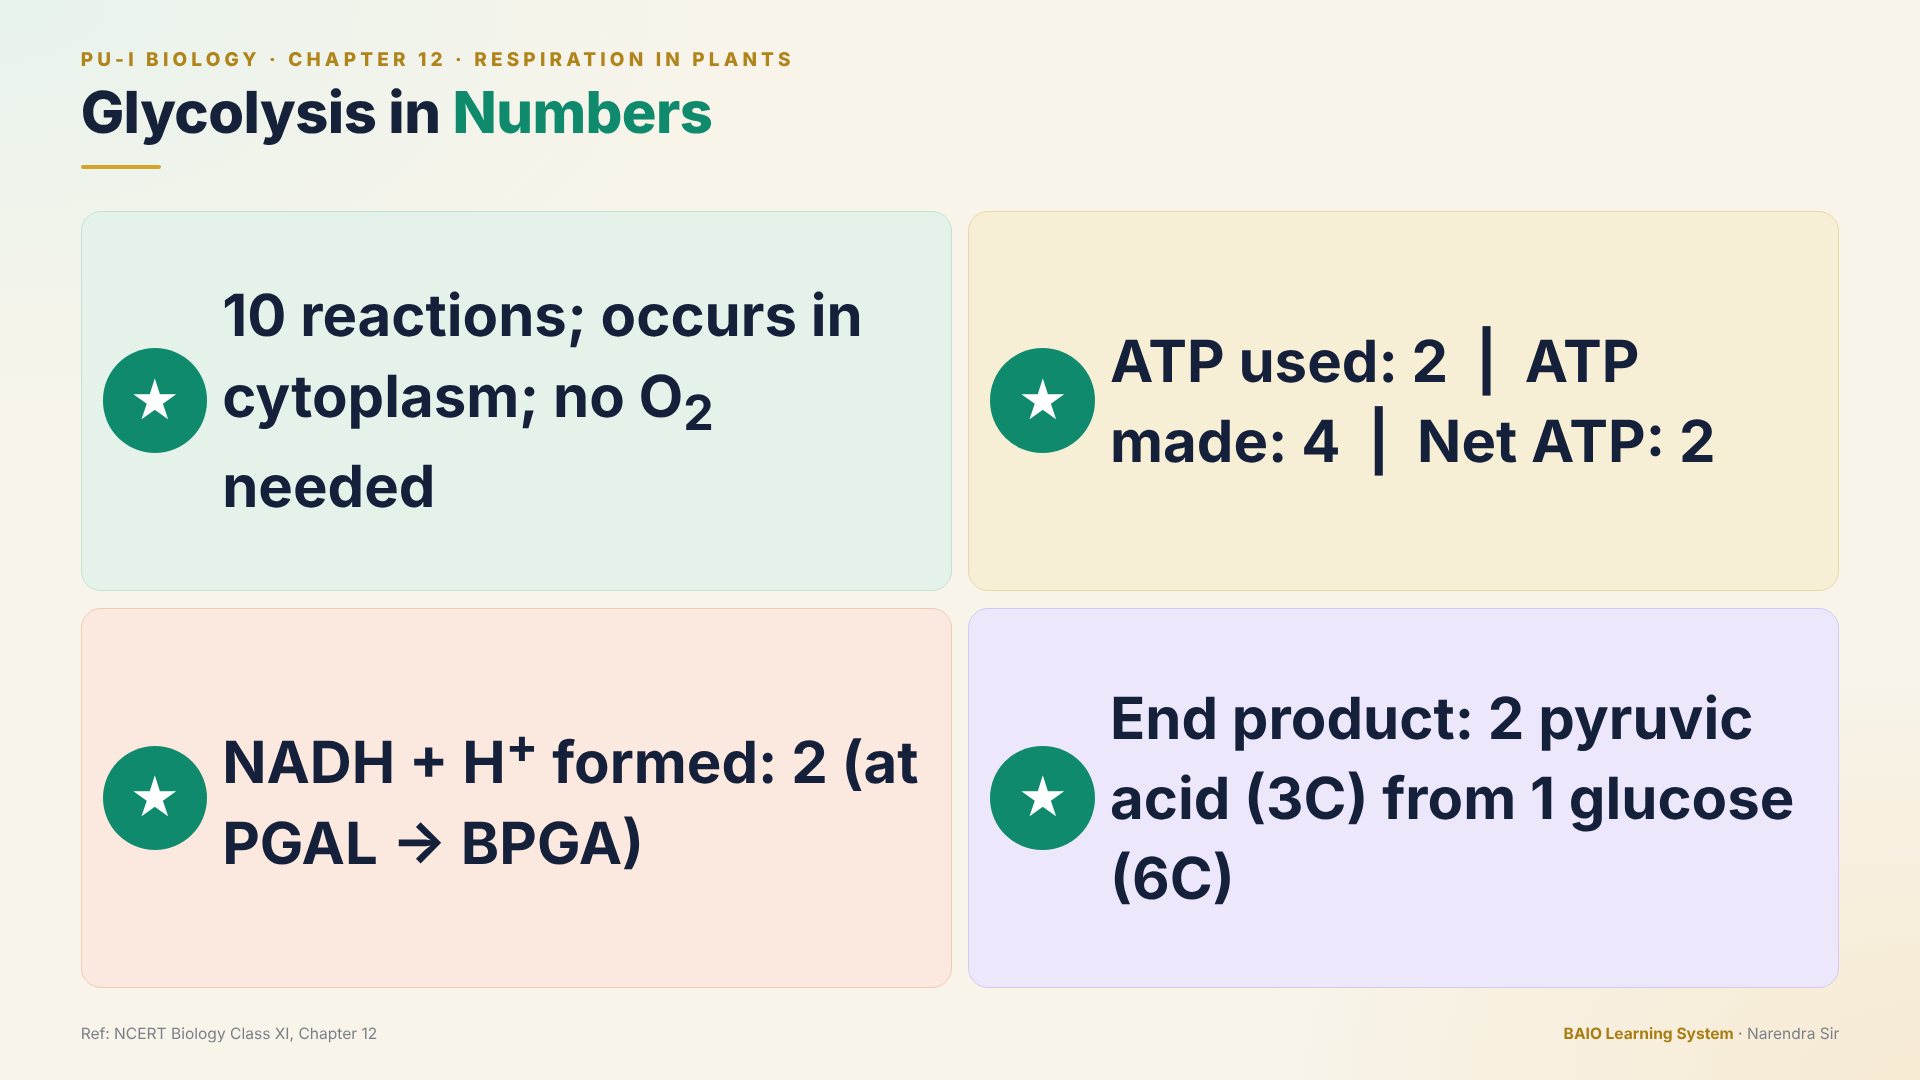 PU-I BIOLOGY · CHAPTER 12 · RESPIRATION IN PLANTS
Glycolysis in Numbers
10 reactions; occurs in
cytoplasm; no O₂
needed
ATP used: 2 | ATP
made: 4 | Net ATP: 2
NADH + H⁺ formed: 2 (at
PGAL → BPGA)
End product: 2 pyruvic
acid (3C) from 1 glucose
(6C)
Ref: NCERT Biology Class XI, Chapter 12
BAIO Learning System · Narendra Sir